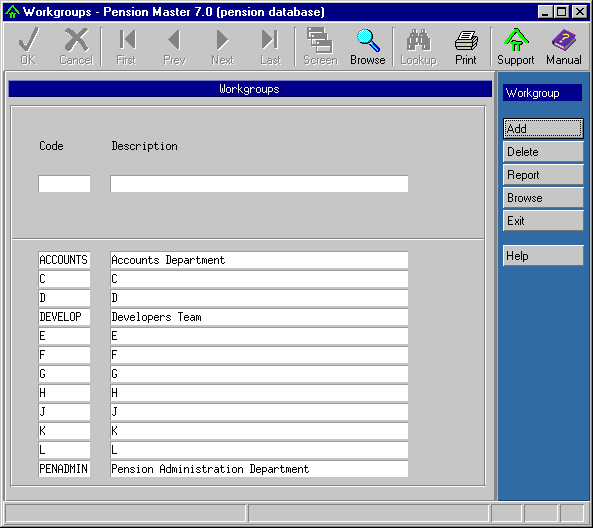 Workgroups - Pension Master 7.0 (pension database)
OK Cancel First Prev Next Last Screen Browse Lookup Print Support Manual
Workgroups
Workgroup
Code Description
Add
Delete
Report
Browse
Exit
Help
ACCOUNTS Accounts Department
C C
D D
DEVELOP Developers Team
E E
F F
G G
H H
J J
K K
L L
PENADMIN Pension Administration Department